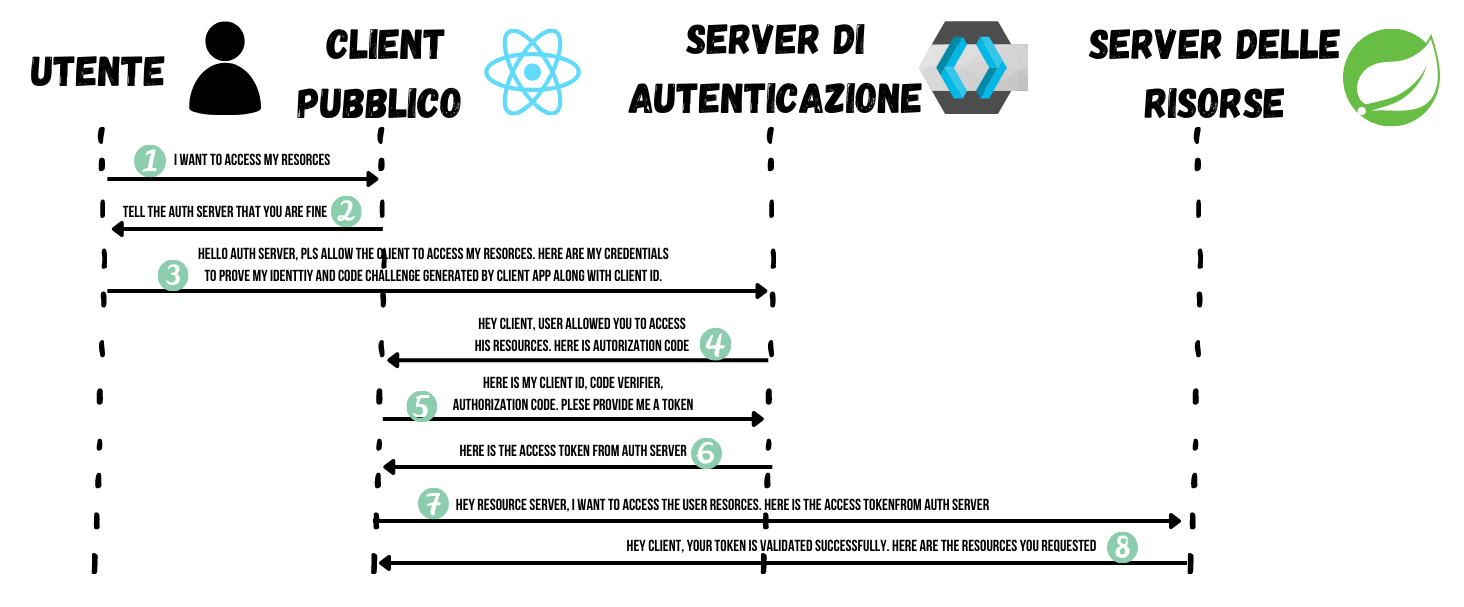 UTENTE
CLIENT
PUBBLICO
SERVER DI
AUTENTICAZIONE
SERVER DELLE
RISORSE
1 I WANT TO ACCESS MY RESORCES
TELL THE AUTH SERVER THAT YOU ARE FINE 2
HELLO AUTH SERVER, PLS ALLOW THE CLIENT TO ACCESS MY RESORCES. HERE ARE MY CREDENTIALS
3 TO PROVE MY IDENTTIY AND CODE CHALLENGE GENERATED BY CLIENT APP ALONG WITH CLIENT ID.
HEY CLIENT, USER ALLOWED YOU TO ACCESS
HIS RESOURCES. HERE IS AUTORIZATION CODE 4
HERE IS MY CLIENT ID, CODE VERIFIER,
5 AUTHORIZATION CODE. PLESE PROVIDE ME A TOKEN
HERE IS THE ACCESS TOKEN FROM AUTH SERVER 6
7 HEY RESOURCE SERVER, I WANT TO ACCESS THE USER RESORCES. HERE IS THE ACCESS TOKENFROM AUTH SERVER
HEY CLIENT, YOUR TOKEN IS VALIDATED SUCCESSFULLY. HERE ARE THE RESOURCES YOU REQUESTED 8